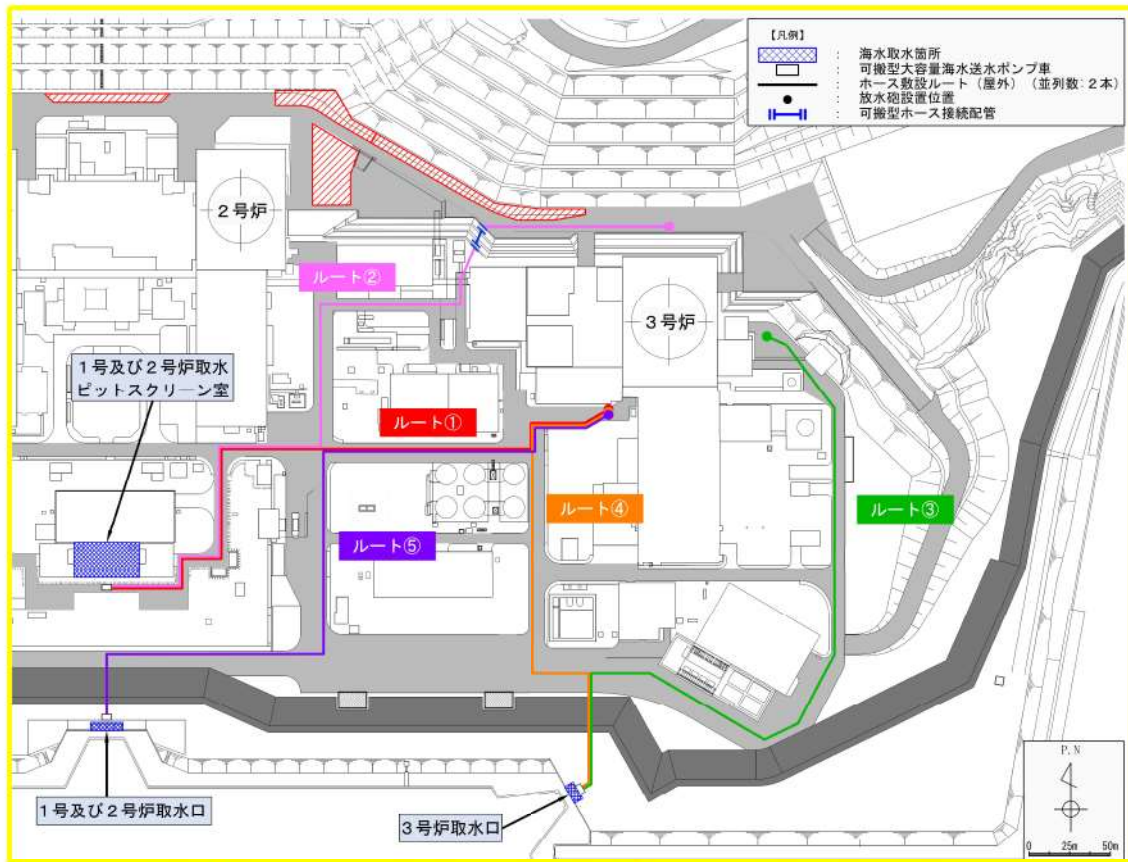 【凡例】
: 海水取水箇所
: 可搬型大容量海水送水ポンプ車
: ホース敷設ルート（屋外）（並列数：２本）
: 放水砲設置位置
: 可搬型ホース接続配管
２号炉
ルート②
３号炉
１号及び２号炉取水
ピットスクリーン室
ルート①
ルート④
ルート③
ルート⑤
１号及び２号炉取水口
３号炉取水口
P.N
0 25m 50m